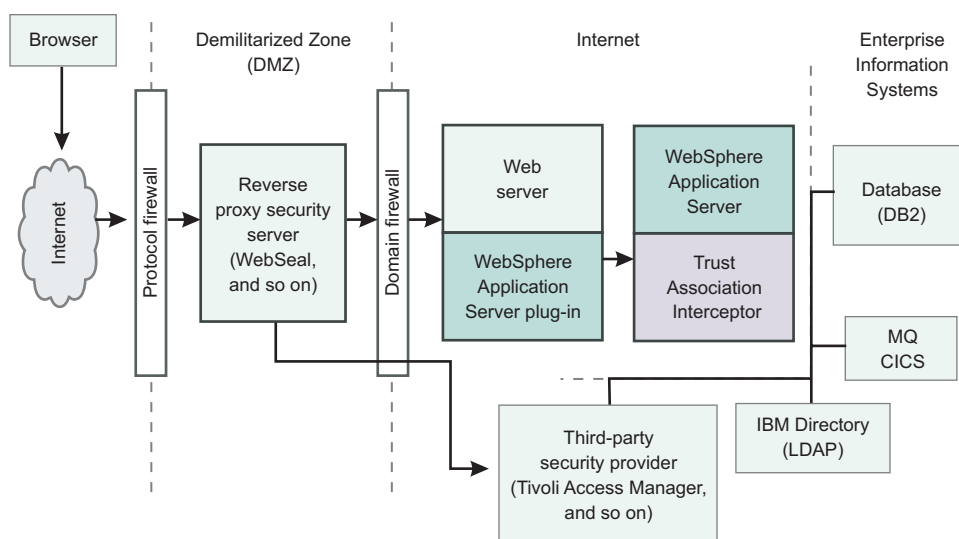 Browser
Demilitarized Zone
(DMZ)
Internet
Enterprise
Information
Systems
Internet
Protocol firewall
Reverse
proxy security
server
(WebSeal,
and so on)
Domain firewall
Web
server
WebSphere
Application
Server plug-in
WebSphere
Application
Server
Trust
Association
Interceptor
Database
(DB2)
MQ
CICS
IBM Directory
(LDAP)
Third-party
security provider
(Tivoli Access Manager,
and so on)